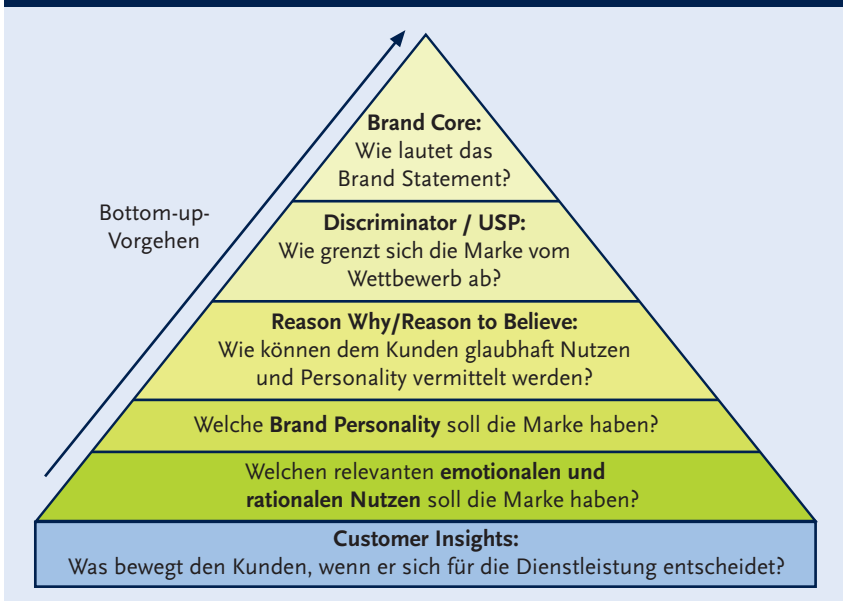 Brand Core:
Wie lautet das
Brand Statement?
Bottom-up-
Vorgehen
Discriminator / USP:
Wie grenzt sich die Marke vom
Wettbewerb ab?
Reason Why/Reason to Believe:
Wie können dem Kunden glaubhaft Nutzen
und Personality vermittelt werden?
Welche Brand Personality soll die Marke haben?
Welchen relevanten emotionalen und
rationalen Nutzen soll die Marke haben?
Customer Insights:
Was bewegt den Kunden, wenn er sich für die Dienstleistung entscheidet?